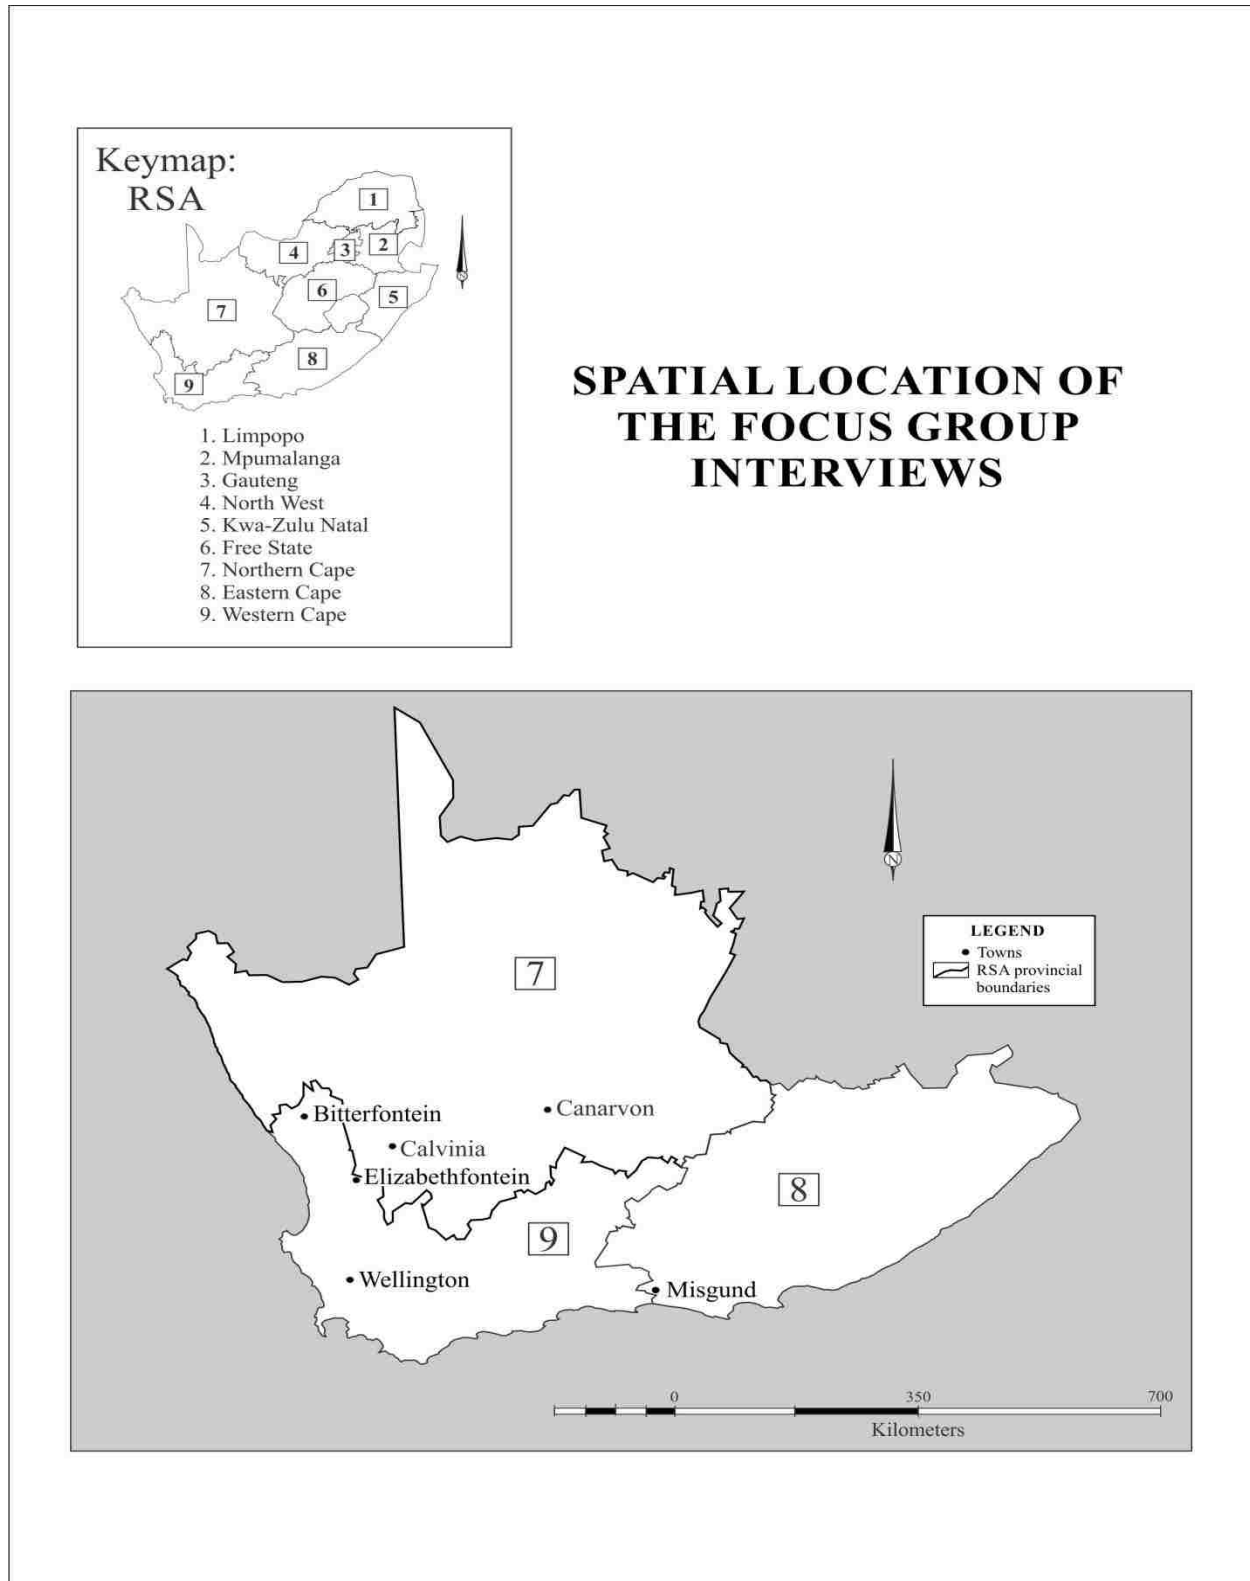 Keymap:
RSA
1
2
3
4
5
6
7
8
9
1. Limpopo
2. Mpumalanga
3. Gauteng
4. North West
5. Kwa-Zulu Natal
6. Free State
7. Northern Cape
8. Eastern Cape
9. Western Cape
N
SPATIAL LOCATION OF
THE FOCUS GROUP
INTERVIEWS
N
LEGEND
Towns
RSA provincial
boundaries
7
Bitterfontein
Canarvon
Calvinia
Elizabethfontein
8
9
Wellington
Misgund
0 350 700
Kilometers